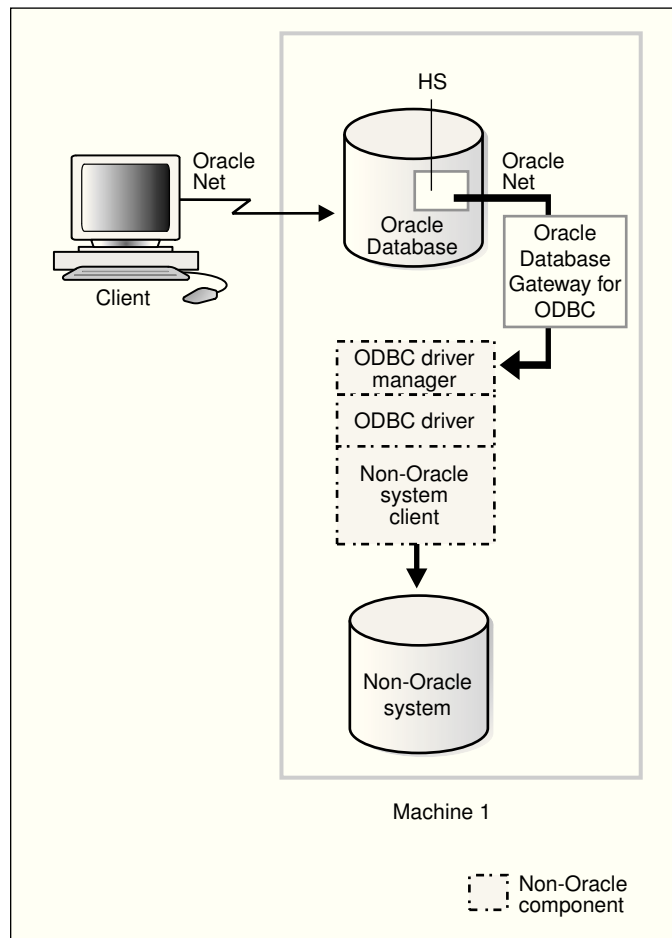 HS
Oracle
Net
Client
Oracle
Database
Oracle
Net
Oracle
Database
Gateway for
ODBC
ODBC driver
manager
ODBC driver
Non-Oracle
system
client
Non-Oracle
system
Machine 1
Non-Oracle
component